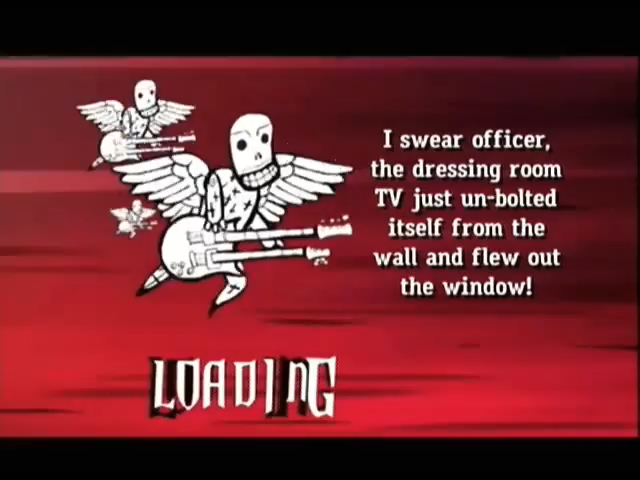 I swear officer,
the dressing room
TV just un-bolted
itself from the
wall and flew out
the window!
LOADING